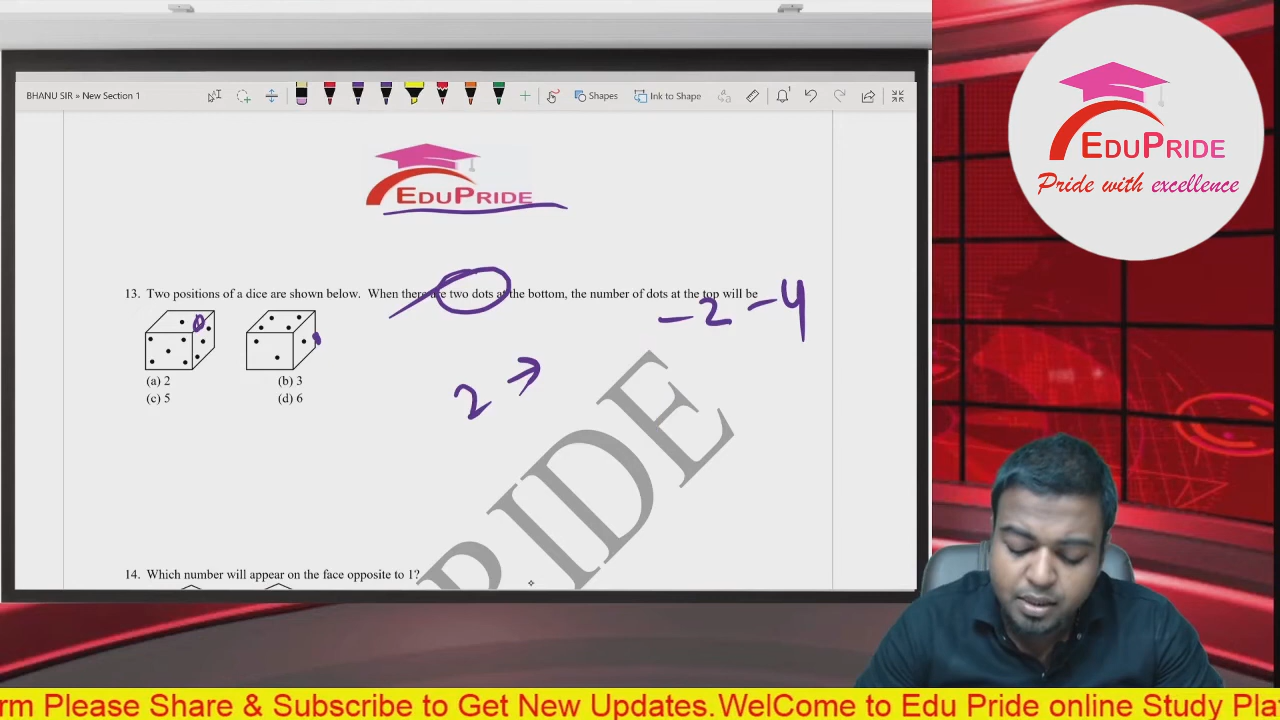 BHANU SIR » New Section 1
Shapes
Ink to Shape
EDUPRIDE
EDUPRIDE
Pride with excellence
13. Two positions of a dice are shown below. When there are two dots at the bottom, the number of dots at the top will be
– 2 – 4
(a) 2 (b) 3
(c) 5 (d) 6
2 →
PRIDE
14. Which number will appear on the face opposite to 1?
rm Please Share & Subscribe to Get New Updates.WelCome to Edu Pride online Study Pla